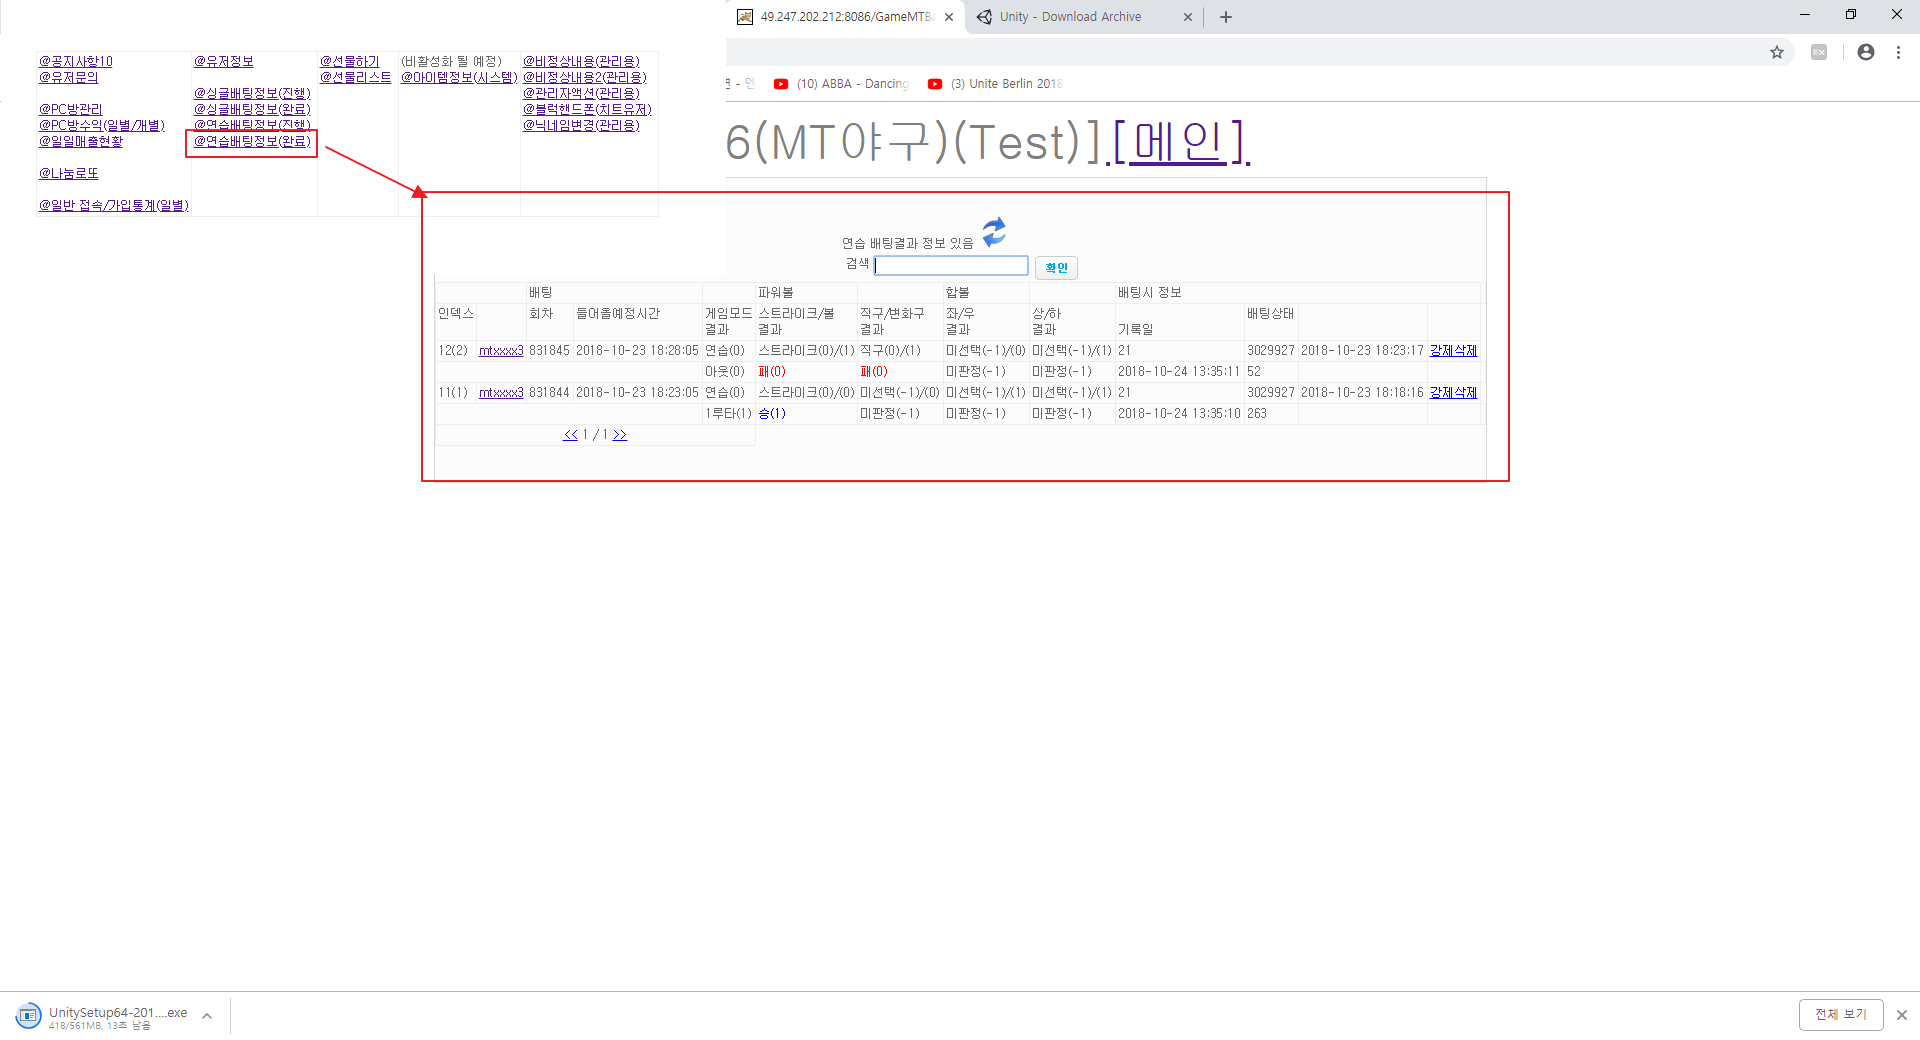 49.247.202.212:8086/GameMTBa
Unity - Download Archive
(10) ABBA - Dancing
(3) Unite Berlin 2018
6(MT야구)(Test)] [메인]
@공지사항10
@유저문의
@PC방관리
@PC방수익(일별/개별)
@일일매출현황
@나눔로또
@일반 접속/가입통계(일별)
@유저정보
@싱글배팅정보(진행)
@싱글배팅정보(완료)
@연습배팅정보(진행)
@연습배팅정보(완료)
@선물하기
@선물리스트
(비활성화 될 예정)
@아이템정보(시스템)
@비정상내용(관리용)
@비정상내용2(관리용)
@관리자액션(관리용)
@블럭핸드폰(치트유저)
@닉네임변경(관리용)
연습 배팅결과 정보 있음
검색 확인
배팅 파워볼 합볼 배팅시 정보
인덱스 회차 들어올예정시간 게임모드 스트라이크/볼 직구/변화구 좌/우 상/하 배팅상태
결과 결과 결과 결과 결과 기록일
12(2) mtxxxx3 831845 2018-10-23 18:28:05 연습(0) 스트라이크(0)/(1) 직구(0)/(1) 미선택(-1)/(0) 미선택(-1)/(1) 21 3029927 2018-10-23 18:23:17 강제삭제
아웃(0) 패(0) 패(0) 미판정(-1) 미판정(-1) 2018-10-24 13:35:11 52
11(1) mtxxxx3 831844 2018-10-23 18:23:05 연습(0) 스트라이크(0)/(0) 미선택(-1)/(0) 미선택(-1)/(1) 미선택(-1)/(1) 21 3029927 2018-10-23 18:18:16 강제삭제
1루타(1) 승(1) 미판정(-1) 미판정(-1) 미판정(-1) 2018-10-24 13:35:10 263
<< 1 / 1 >>
UnitySetup64-201....exe
418/561MB, 13초 남음
전체 보기